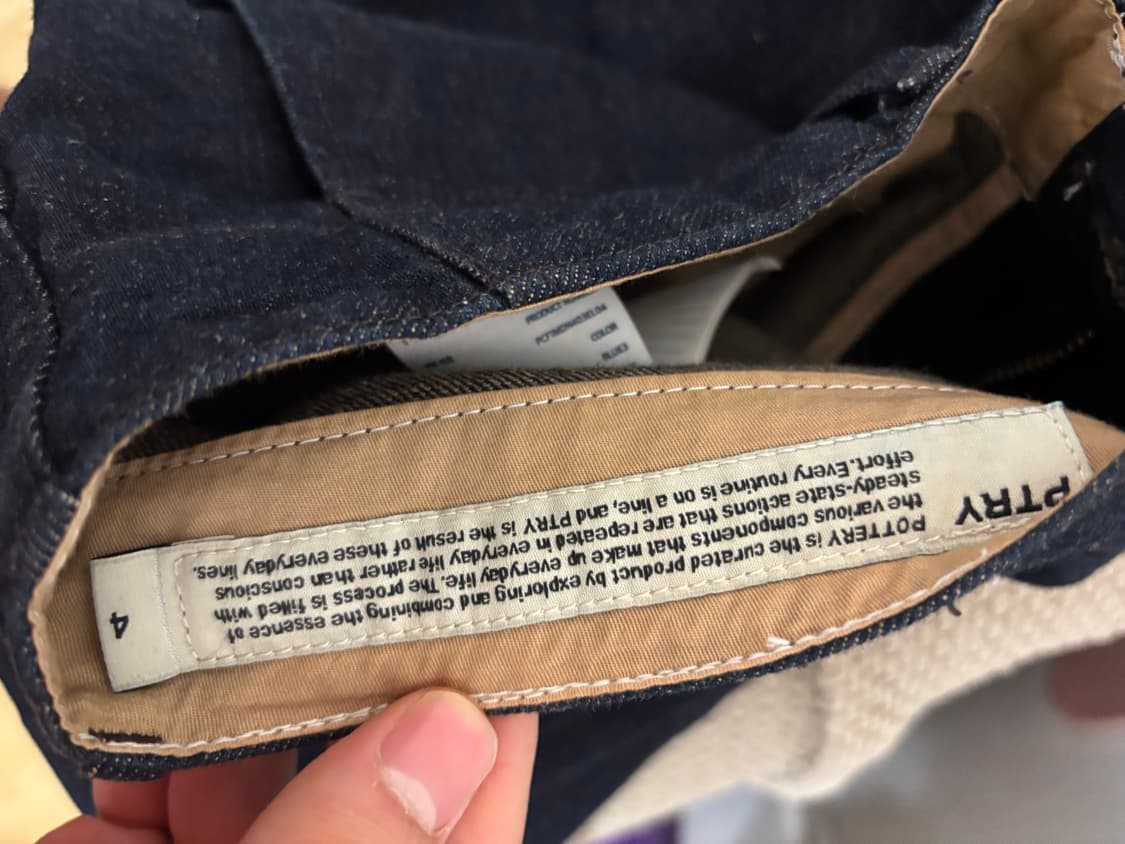 PTRY
POTTERY is the curated product by exploring and combining the essence of
the various components that make up everyday life. The process is filled with
steady-state actions that are repeated in everyday life rather than conscious
effort. Every routine is on a line, and PTRY is the result of these everyday lines.
4
PRODUCT